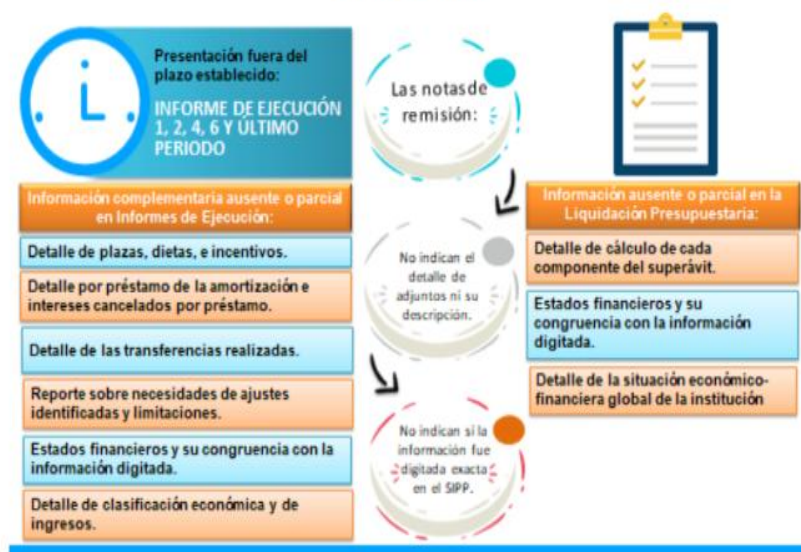 Presentación fuera del
plazo establecido:
INFORME DE EJECUCIÓN
1, 2, 4, 6 Y ÚLTIMO
PERIODO
Información complementaria ausente o parcial
en Informes de Ejecución:
Detalle de plazas, dietas, e incentivos.
Detalle por préstamo de la amortización e
intereses cancelados por préstamo.
Detalle de las transferencias realizadas.
Reporte sobre necesidades de ajustes
identificadas y limitaciones.
Estados financieros y su congruencia con la
información digitada.
Detalle de clasificación económica y de
ingresos.
Las notas de
remisión:
No indican el
detalle de
adjuntos ni su
descripción.
No indican si la
información fue
digitada exacta
en el SIPP.
Información ausente o parcial en la
Liquidación Presupuestaria:
Detalle de cálculo de cada
componente del superávit.
Estados financieros y su
congruencia con la información
digitada.
Detalle de la situación económico-
financiera global de la institución